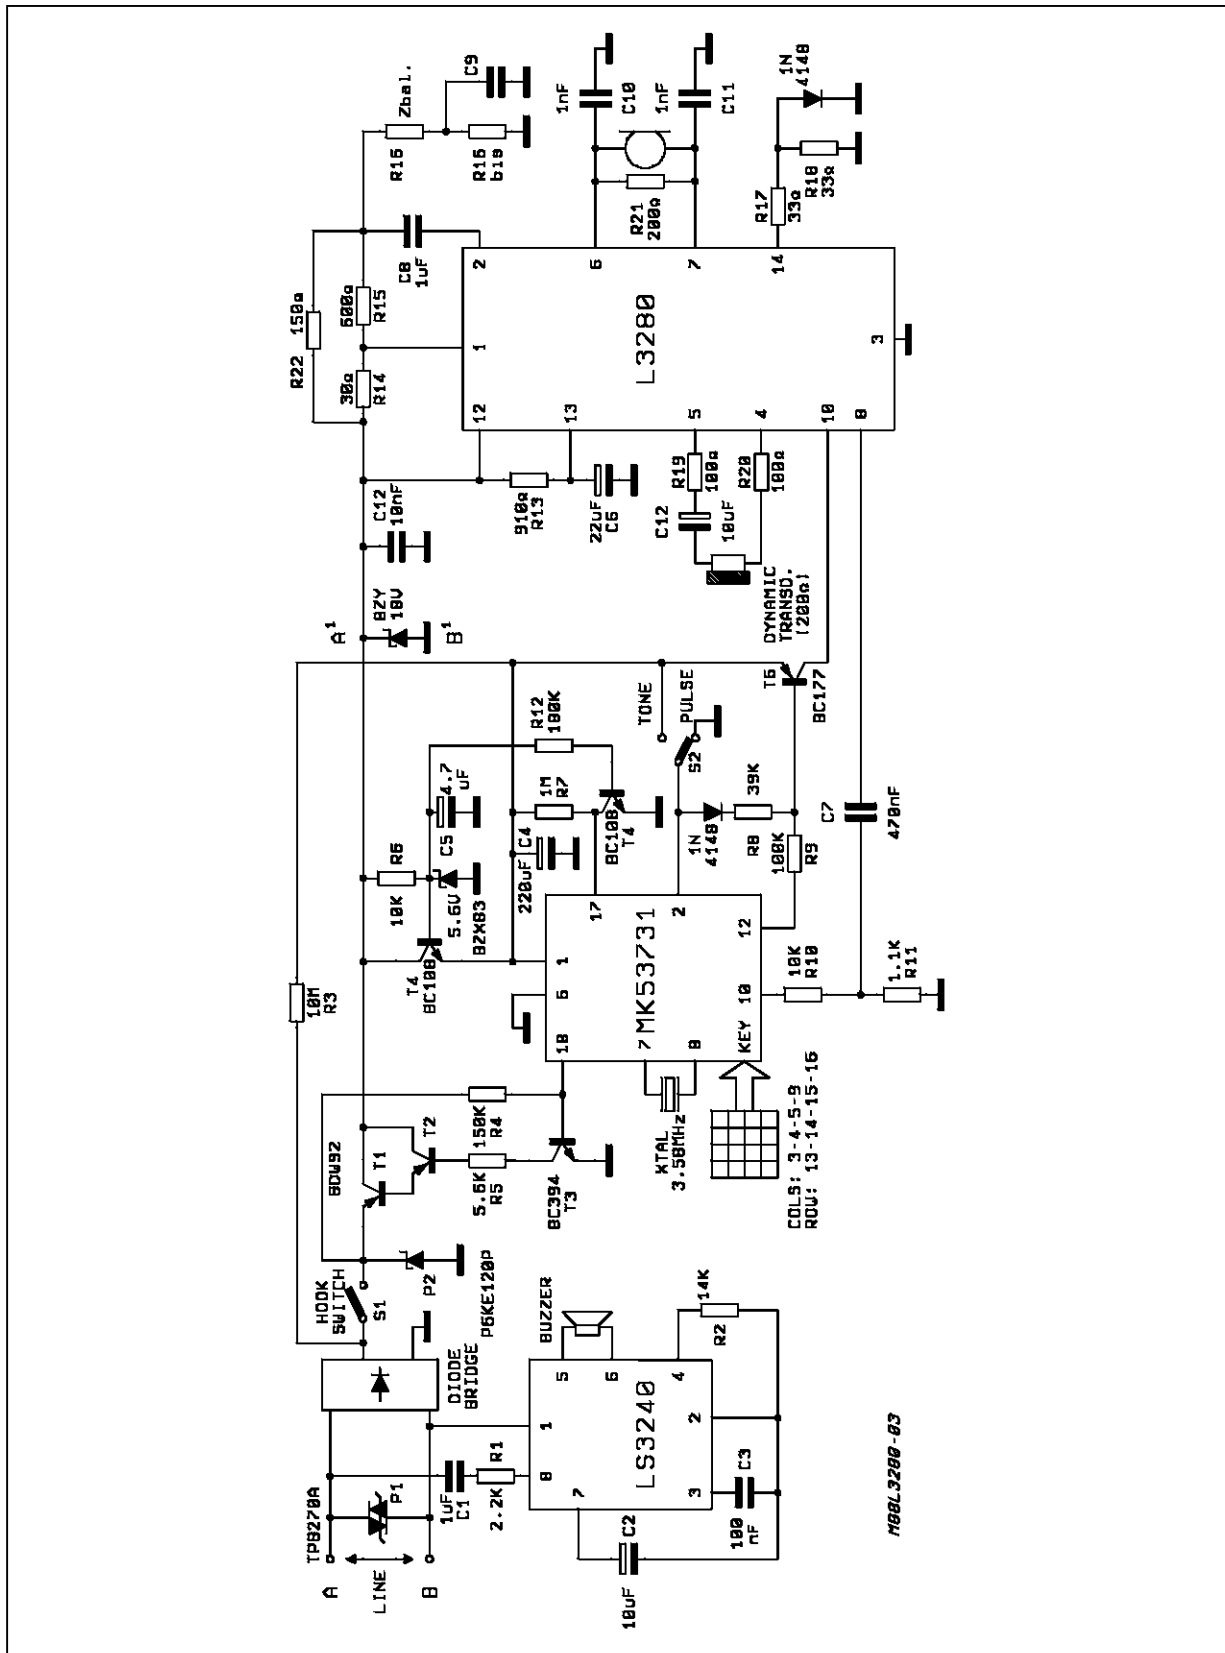 TPB270A
A
LINE
B
P1
1uF
C1
2.2K
R1
10uF
C2
100
nF
C3
LS3240
8
1
7
3
2
4
5
6
BUZZER
14K
R2
DIODE
BRIDGE
HOOK
SWITCH
S1
P2
P6KE120P
BDW92
T1
T2
5.6K
R5
150K
R4
BC394
T3
10M
R3
XTAL
3.58MHz
COLS: 3-4-5-9
ROW: 13-14-15-16
MK53731
18
6
1
17
7
8
2
KEY
10
12
T4
BC108
10K
R6
5.6V
BZX83
C5
4.7
uF
220uF
C4
1M
R7
R12
180K
BC108
T4
TONE
PULSE
S2
1N
4148
R8
39K
100K
R9
10K
R10
1.1K
R11
T6
BC177
C7
470nF
A1
BZY
18V
B1
C12
10nF
910Ω
R13
22uF
C6
C12
10uF
R19
100Ω
R20
100Ω
DYNAMIC
TRANSD.
(200Ω)
R22
150Ω
30Ω
R14
600Ω
R15
C8
1uF
L3280
12
1
2
13
6
5
7
4
14
10
8
3
R16
Zbal.
R16
bis
C9
1nF
C10
1nF
C11
R21
200Ω
R17
33Ω
R18
33Ω
1N
4148
M88L3280-03